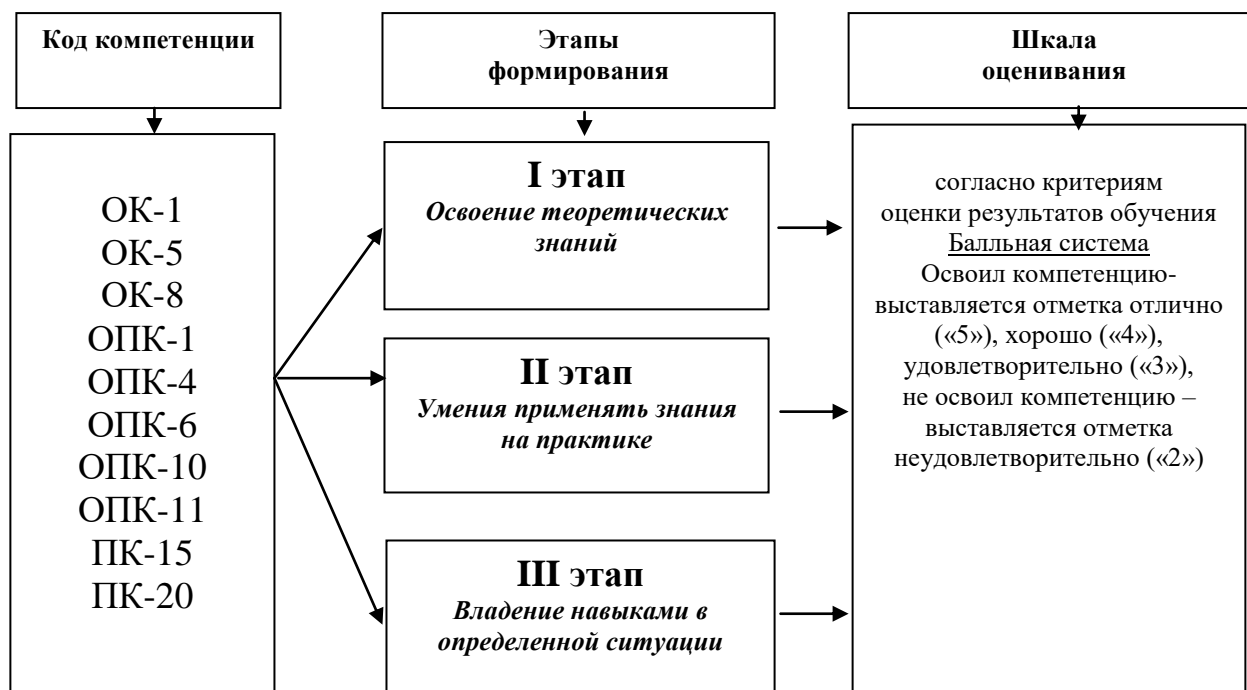 Код компетенции
Этапы
формирования
Шкала
оценивания
ОК-1
ОК-5
ОК-8
ОПК-1
ОПК-4
ОПК-6
ОПК-10
ОПК-11
ПК-15
ПК-20
I этап
Освоение теоретических
знаний
II этап
Умения применять знания
на практике
III этап
Владение навыками в
определенной ситуации
согласно критериям
оценки результатов обучения
Балльная система
Освоил компетенцию-
выставляется отметка отлично
(«5»), хорошо («4»),
удовлетворительно («3»),
не освоил компетенцию –
выставляется отметка
неудовлетворительно («2»)